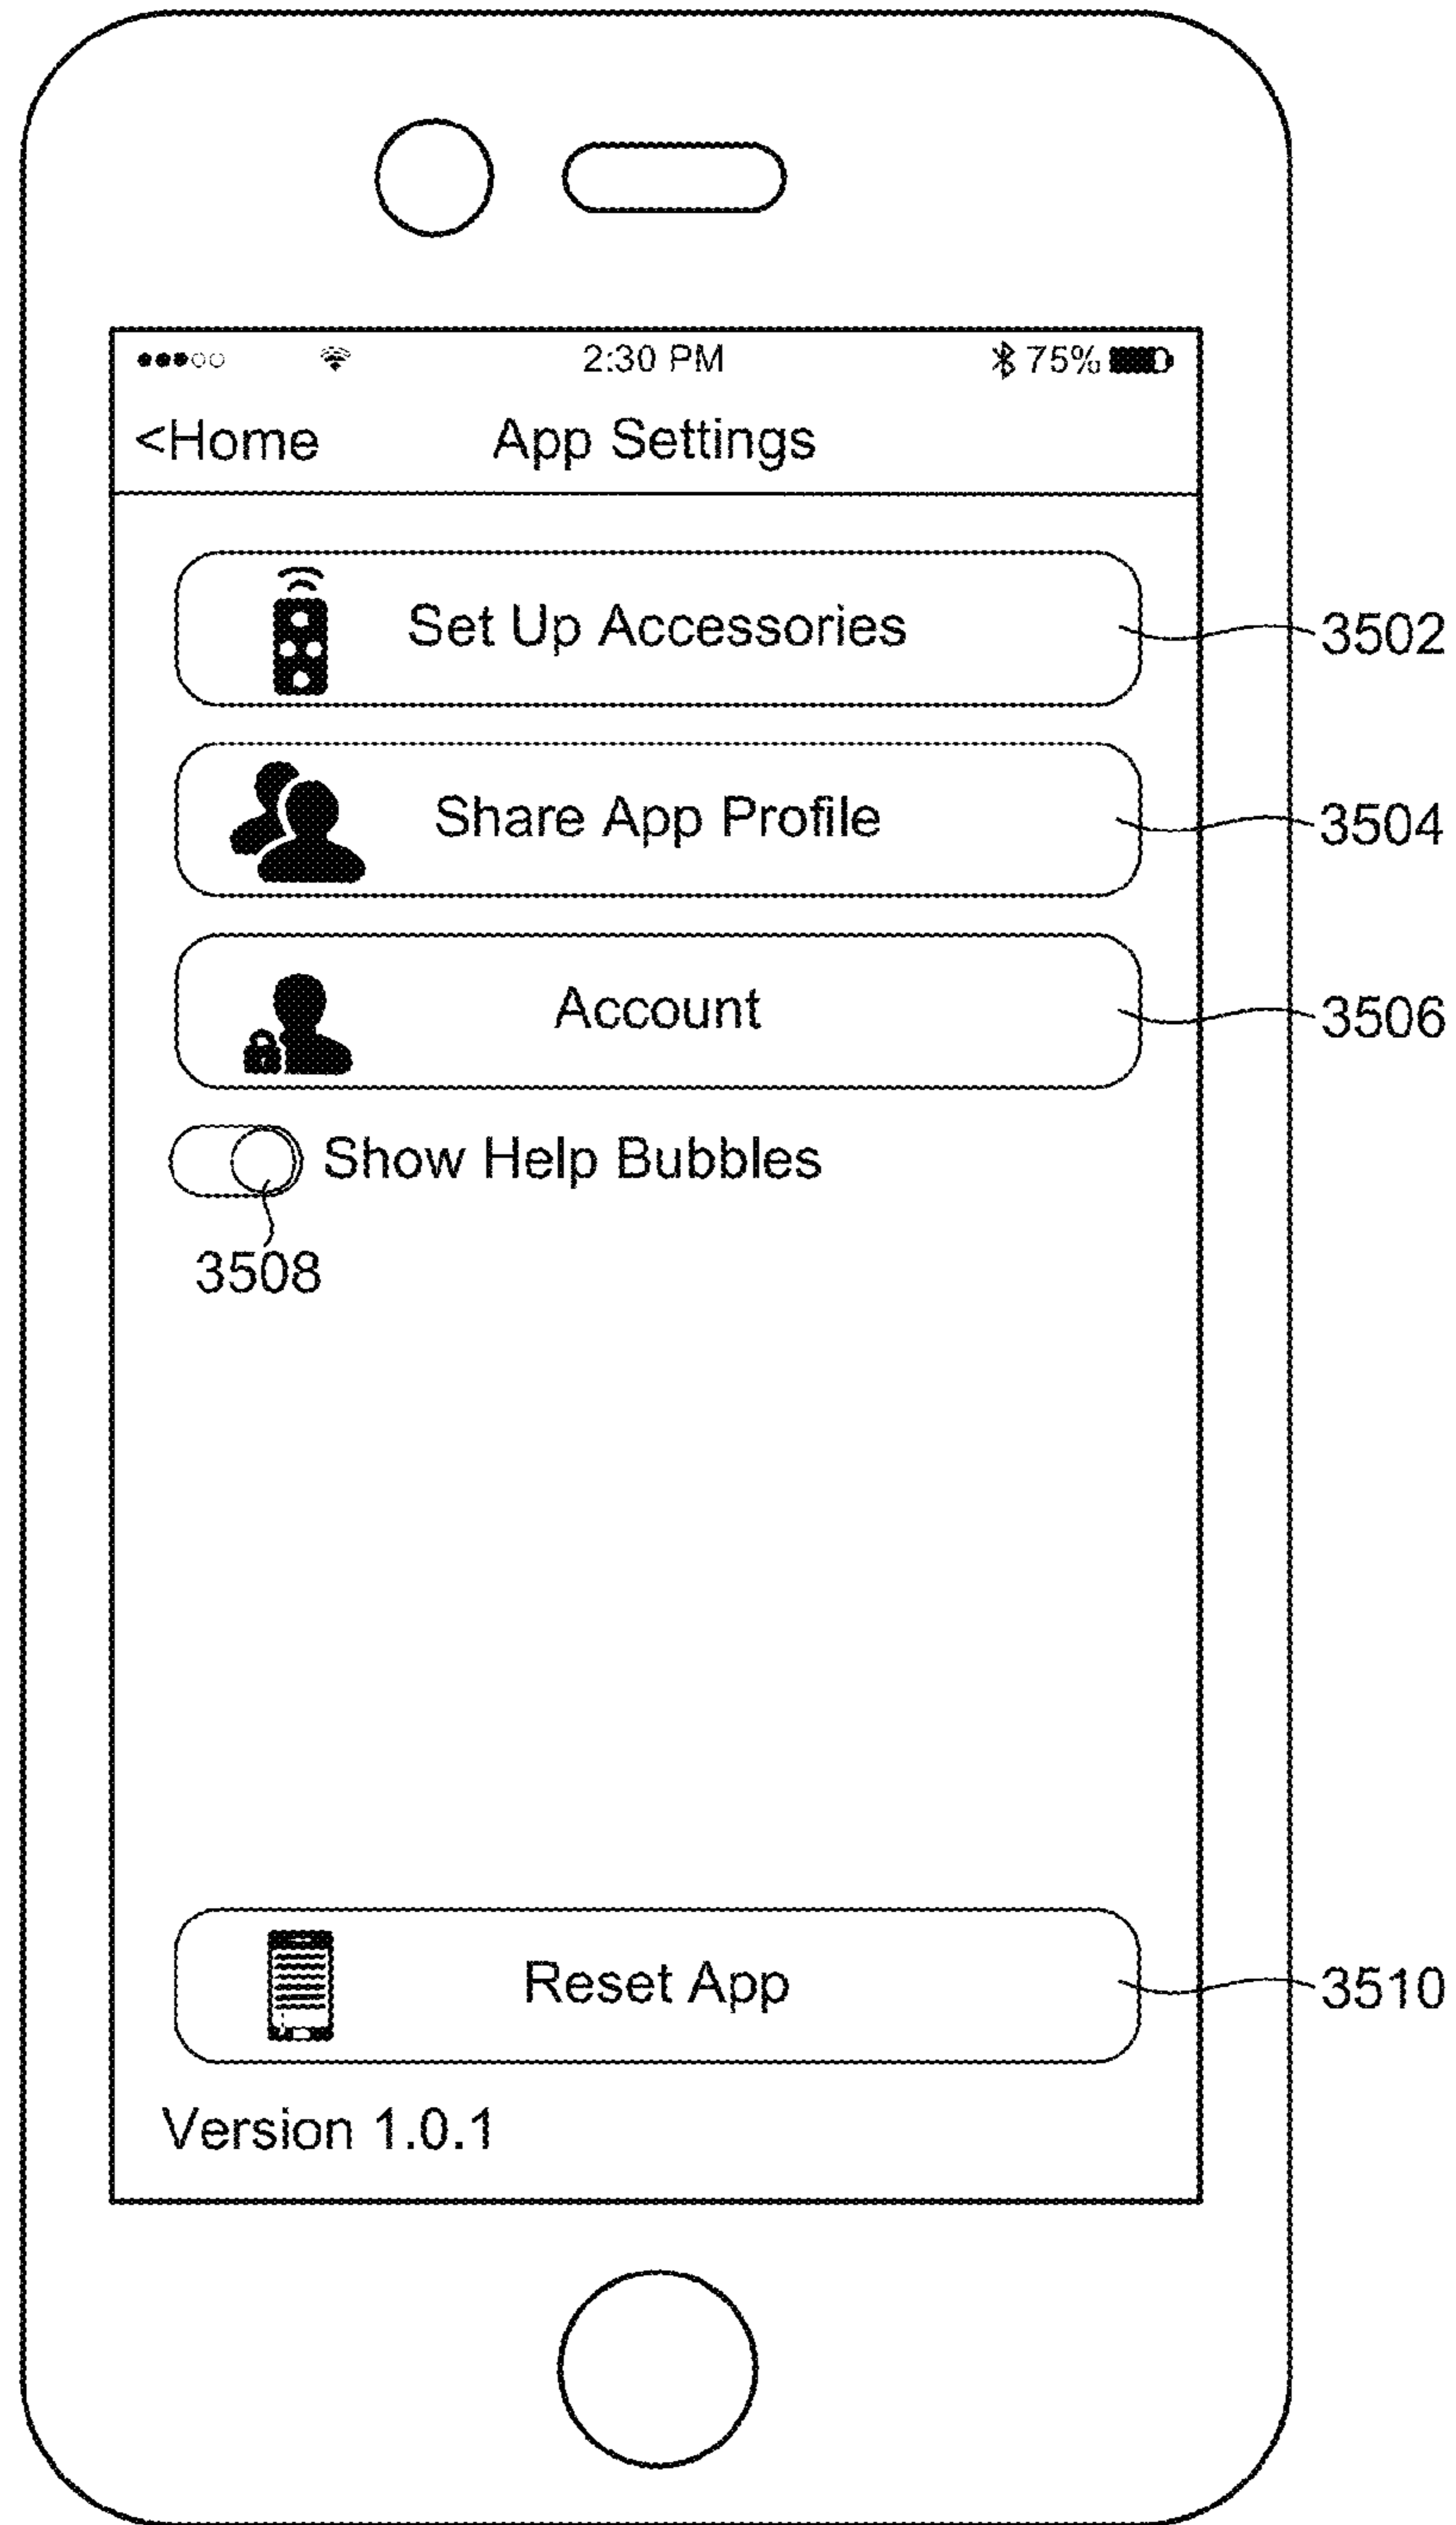 2:30 PM 75%
<Home App Settings
Set Up Accessories 3502
Share App Profile 3504
Account 3506
Show Help Bubbles
3508
Reset App 3510
Version 1.0.1